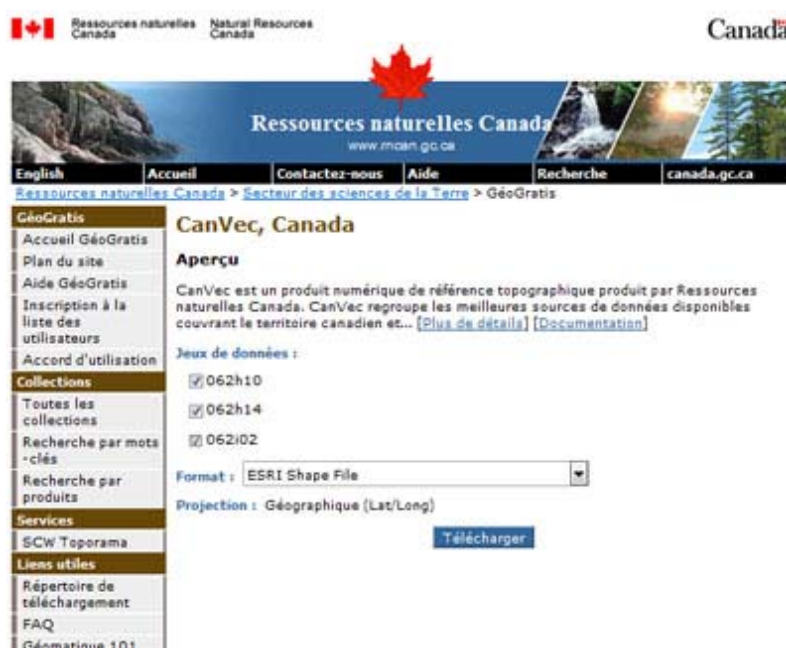 Ressources naturelles Natural Resources
Canada Canada
Canada
Ressources naturelles Canada
www.rncan.gc.ca
English Accueil Contactez-nous Aide Recherche canada.gc.ca
Ressources naturelles Canada > Secteur des sciences de la Terre > GéoGratis
GéoGratis
Accueil GéoGratis
Plan du site
Aide GéoGratis
Inscription à la
liste des
utilisateurs
Accord d'utilisation
Collections
Toutes les
collections
Recherche par mots
-clés
Recherche par
produits
Services
SCW Toporama
Liens utiles
Répertoire de
téléchargement
FAQ
Géomatique 101
CanVec, Canada
Aperçu
CanVec est un produit numérique de référence topographique produit par Ressources
naturelles Canada. CanVec regroupe les meilleures sources de données disponibles
couvrant le territoire canadien et... [Plus de détails] [Documentation]
Jeux de données :
062h10
062h14
062i02
Format : ESRI Shape File
Projection : Géographique (Lat/Long)
Télécharger